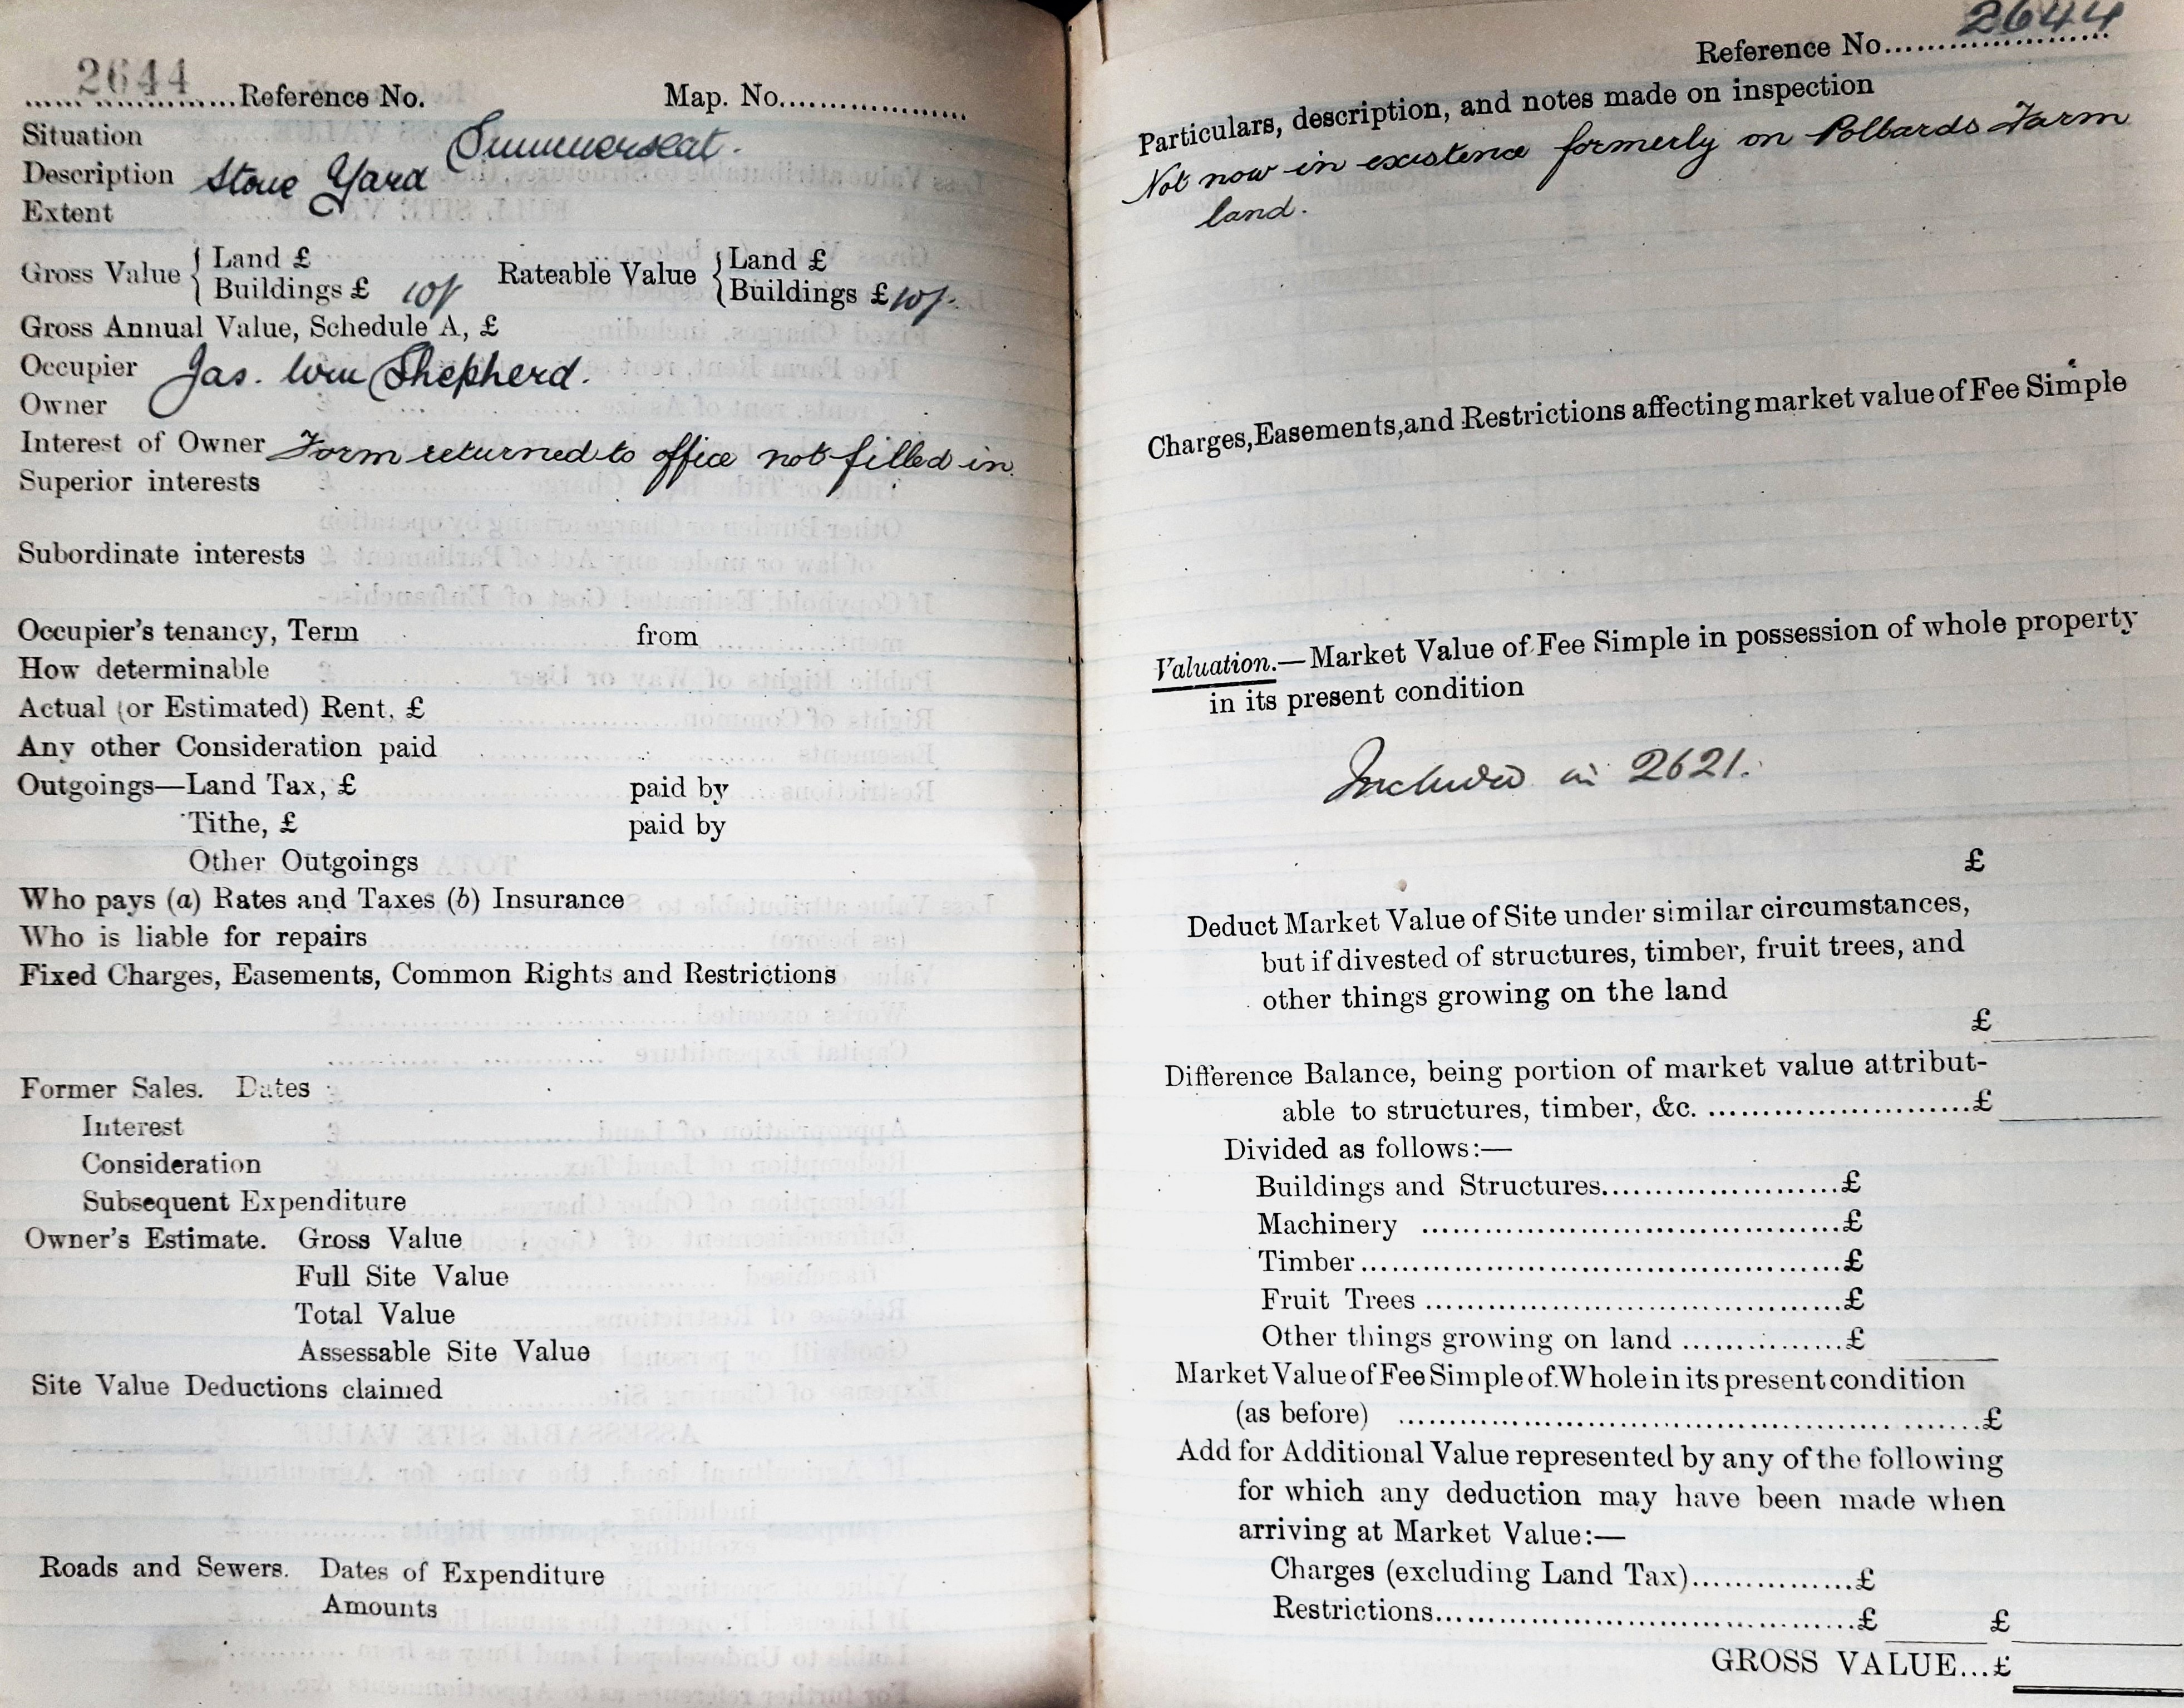 2644
............Reference No. Map. No..................
Situation Summerseat.
Description Stone Yard
Extent
Gross Value { Land £
Buildings £ 10/ Rateable Value { Land £
Buildings £ 10/-
Gross Annual Value, Schedule A, £
Occupier Jas. Wm Shepherd.
Owner
Interest of Owner Form returned to office not filled in.
Superior interests
Subordinate interests
Occupier's tenancy, Term from
How determinable
Actual (or Estimated) Rent, £
Any other Consideration paid
Outgoings—Land Tax, £ paid by
Tithe, £ paid by
Other Outgoings
Who pays (a) Rates and Taxes (b) Insurance
Who is liable for repairs
Fixed Charges, Easements, Common Rights and Restrictions
Former Sales. Dates
Interest
Consideration
Subsequent Expenditure
Owner's Estimate. Gross Value
Full Site Value
Total Value
Assessable Site Value
Site Value Deductions claimed
Roads and Sewers. Dates of Expenditure
Amounts
Reference No. 2644
Particulars, description, and notes made on inspection
Not now in existence formerly on Pollards Farm
land.
Charges, Easements, and Restrictions affecting market value of Fee Simple
Valuation.—Market Value of Fee Simple in possession of whole property
in its present condition
Included in 2621.
£
Deduct Market Value of Site under similar circumstances,
but if divested of structures, timber, fruit trees, and
other things growing on the land
£
Difference Balance, being portion of market value attribut-
able to structures, timber, &c. ..........................£
Divided as follows:—
Buildings and Structures........................£
Machinery ..........................................£
Timber................................................£
Fruit Trees ..........................................£
Other things growing on land ................£
Market Value of Fee Simple of Whole in its present condition
(as before) ............................................................£
Add for Additional Value represented by any of the following
for which any deduction may have been made when
arriving at Market Value:—
Charges (excluding Land Tax)................£
Restrictions...........................................£ £
GROSS VALUE...£